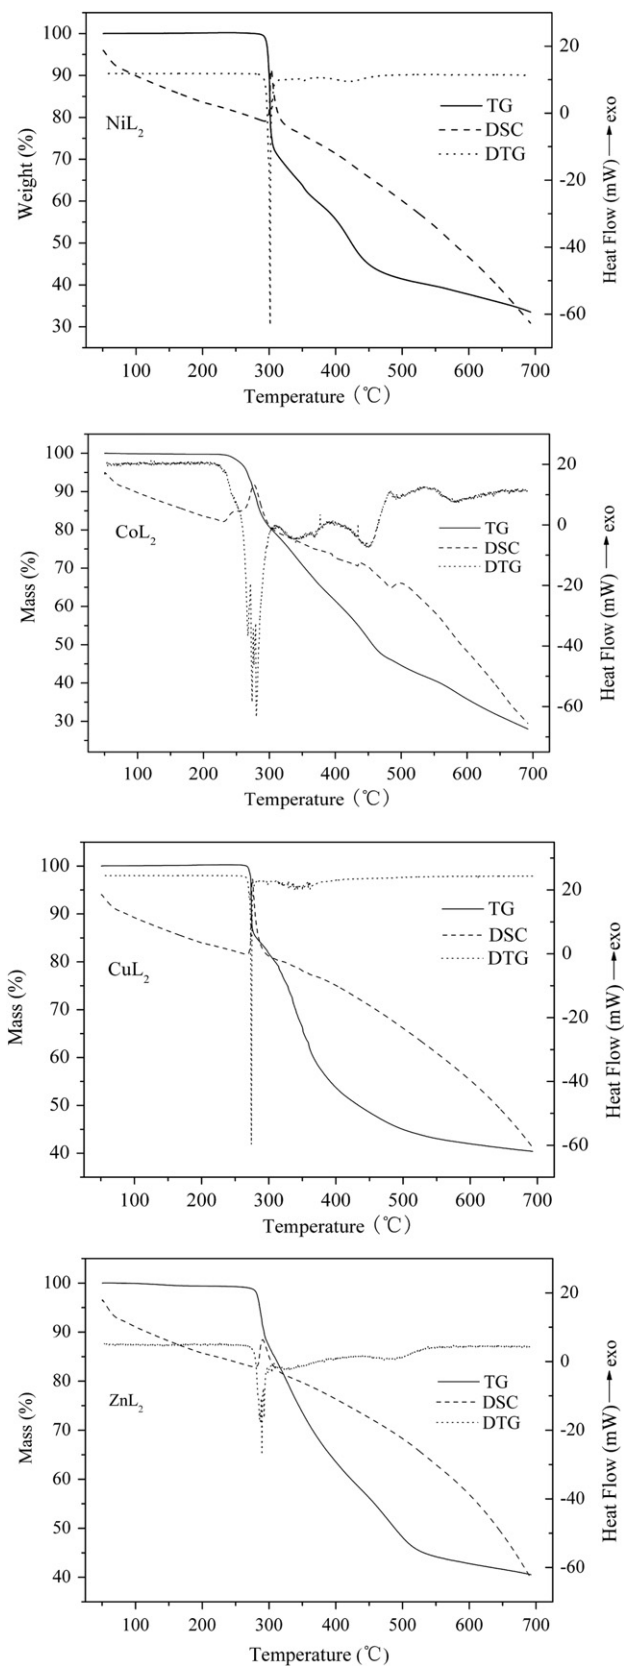 100
90
80
70
60
50
40
30
Weight (%)
NiL2
TG
DSC
DTG
20
0
-20
-40
-60
Heat Flow (mW) → exo
100 200 300 400 500 600 700
Temperature (℃)
100
90
80
70
60
50
40
30
Mass (%)
CoL2
TG
DSC
DTG
20
0
-20
-40
-60
Heat Flow (mW) → exo
100 200 300 400 500 600 700
Temperature (℃)
100
90
80
70
60
50
40
Mass (%)
CuL2
TG
DSC
DTG
20
0
-20
-40
-60
Heat Flow (mW) → exo
100 200 300 400 500 600 700
Temperature (℃)
100
90
80
70
60
50
40
Mass (%)
ZnL2
TG
DSC
DTG
20
0
-20
-40
-60
Heat Flow (mW) → exo
100 200 300 400 500 600 700
Temperature (℃)